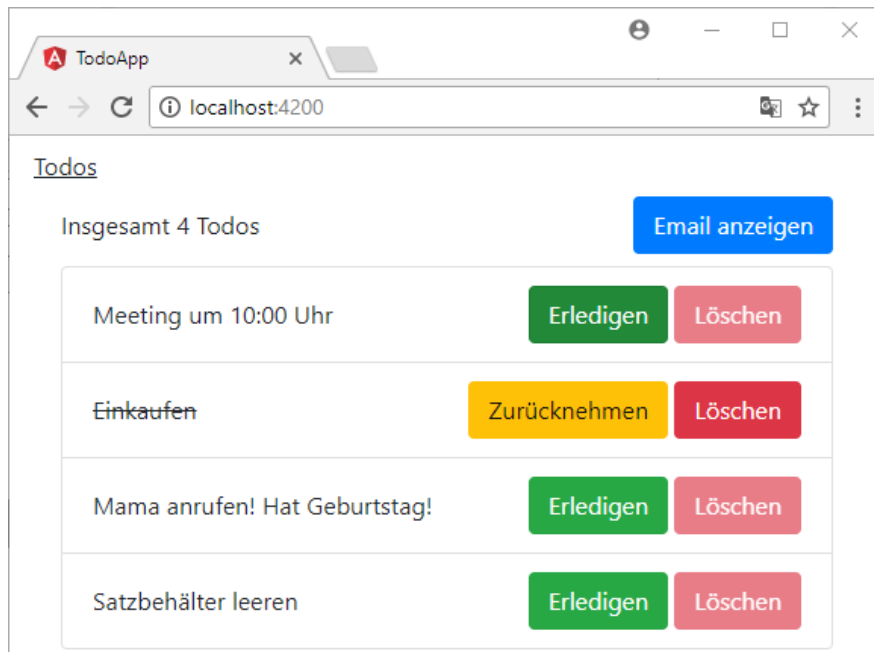 TodoApp
localhost:4200
Todos
Insgesamt 4 Todos Email anzeigen
Meeting um 10:00 Uhr Erledigen Löschen
Einkaufen Zurücknehmen Löschen
Mama anrufen! Hat Geburtstag! Erledigen Löschen
Satzbehälter leeren Erledigen Löschen